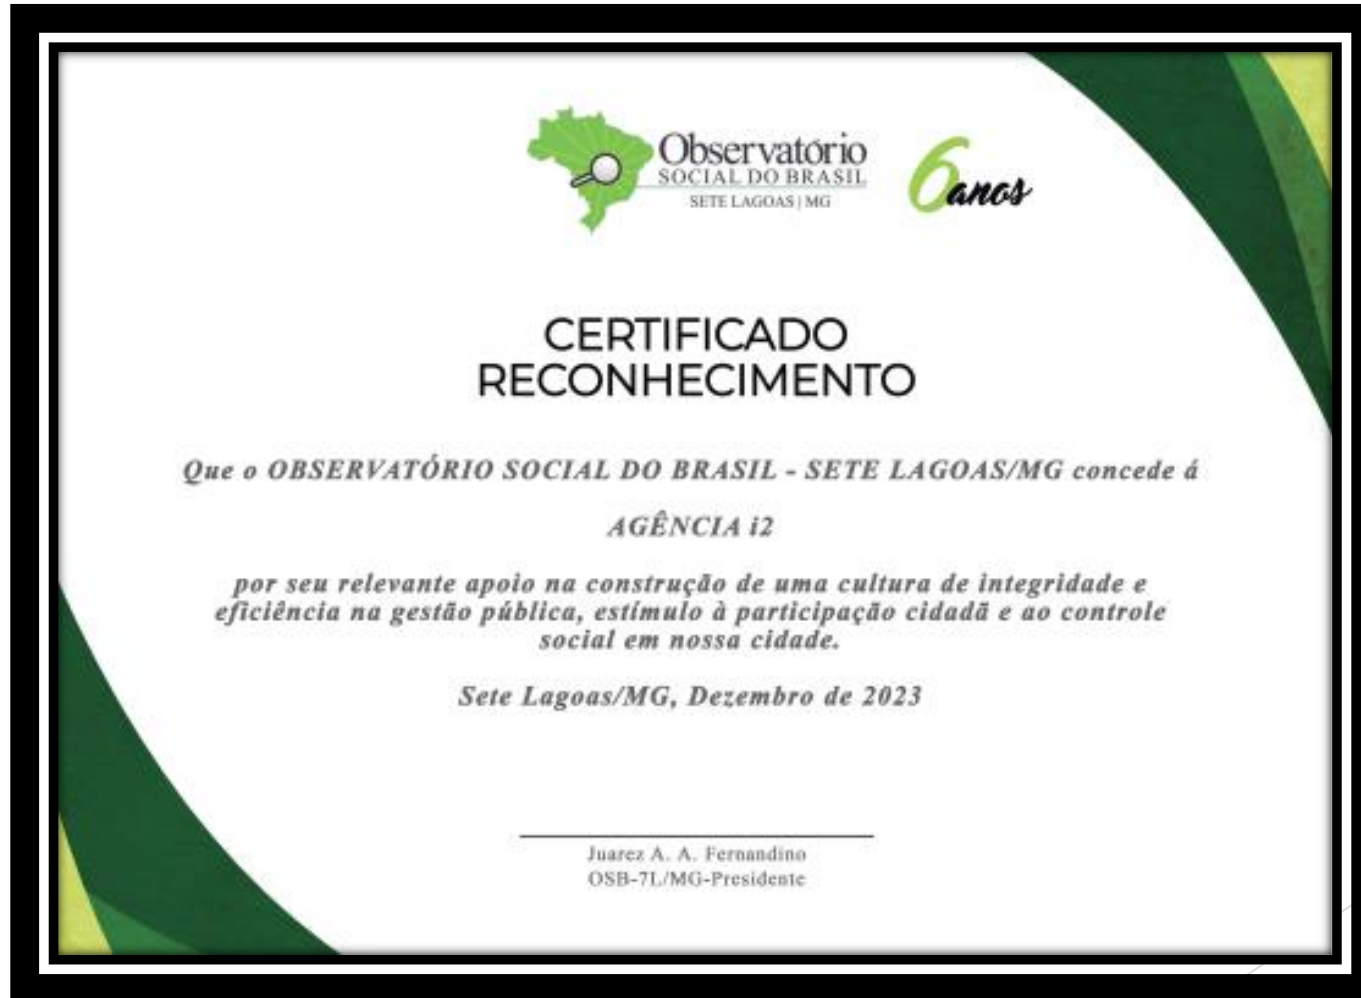 Observatório
SOCIAL DO BRASIL
SETE LAGOAS | MG
6anos
CERTIFICADO
RECONHECIMENTO
Que o OBSERVATÓRIO SOCIAL DO BRASIL - SETE LAGOAS/MG concede á
AGÊNCIA i2
por seu relevante apoio na construção de uma cultura de integridade e
eficiência na gestão pública, estímulo à participação cidadã e ao controle
social em nossa cidade.
Sete Lagoas/MG, Dezembro de 2023
Juarez A. A. Fernandino
OSB-7L/MG-Presidente